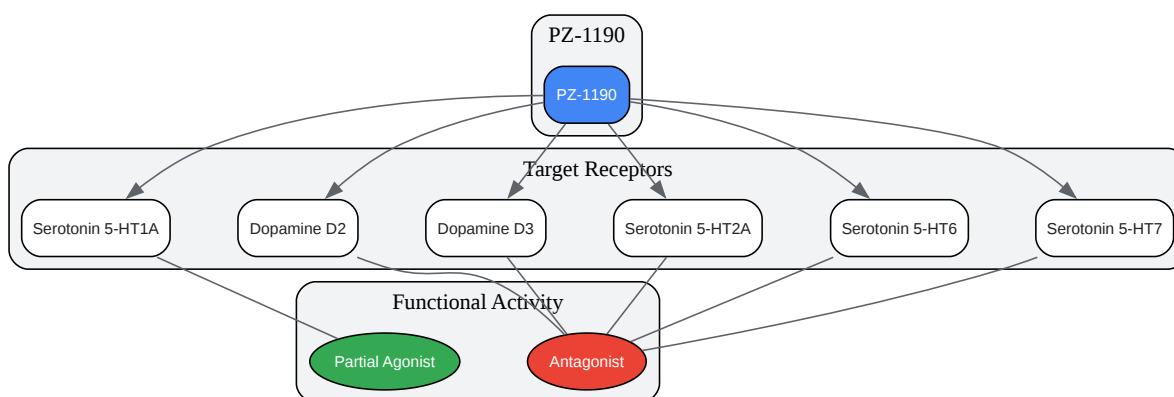 PZ-1190
PZ-1190
Target Receptors
Serotonin 5-HT1A
Dopamine D2
Dopamine D3
Serotonin 5-HT2A
Serotonin 5-HT6
Serotonin 5-HT7
Functional Activity
Partial Agonist
Antagonist